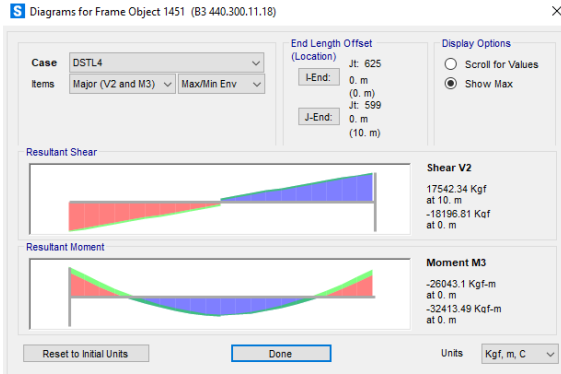 S Diagrams for Frame Object 1451 (B3 440.300.11.18)
Case DSTL4
Items Major (V2 and M3) Max/Min Env
End Length Offset
(Location)
I-End: Jt: 625
0. m
(0. m)
J-End: Jt: 599
0. m
(10. m)
Display Options
Scroll for Values
Show Max
Resultant Shear
Shear V2
17542.34 Kgf
at 10. m
-18196.81 Kgf
at 0. m
Resultant Moment
Moment M3
-26043.1 Kgf-m
at 0. m
-32413.49 Kgf-m
at 0. m
Reset to Initial Units
Done
Units Kgf, m, C